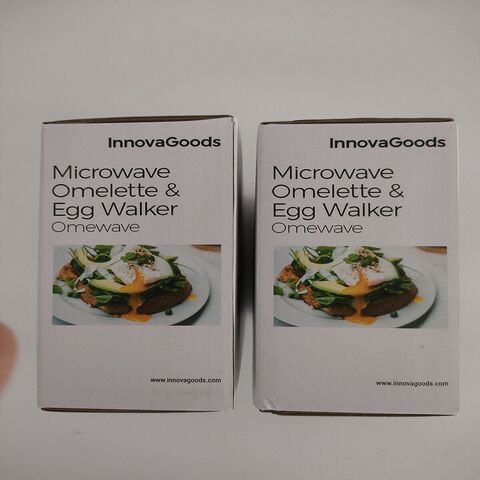 InnovaGoods
Microwave
Omelette &
Egg Walker
Omewave
www.innovagoods.com
InnovaGoods
Microwave
Omelette &
Egg Walker
Omewave
www.innovagoods.com